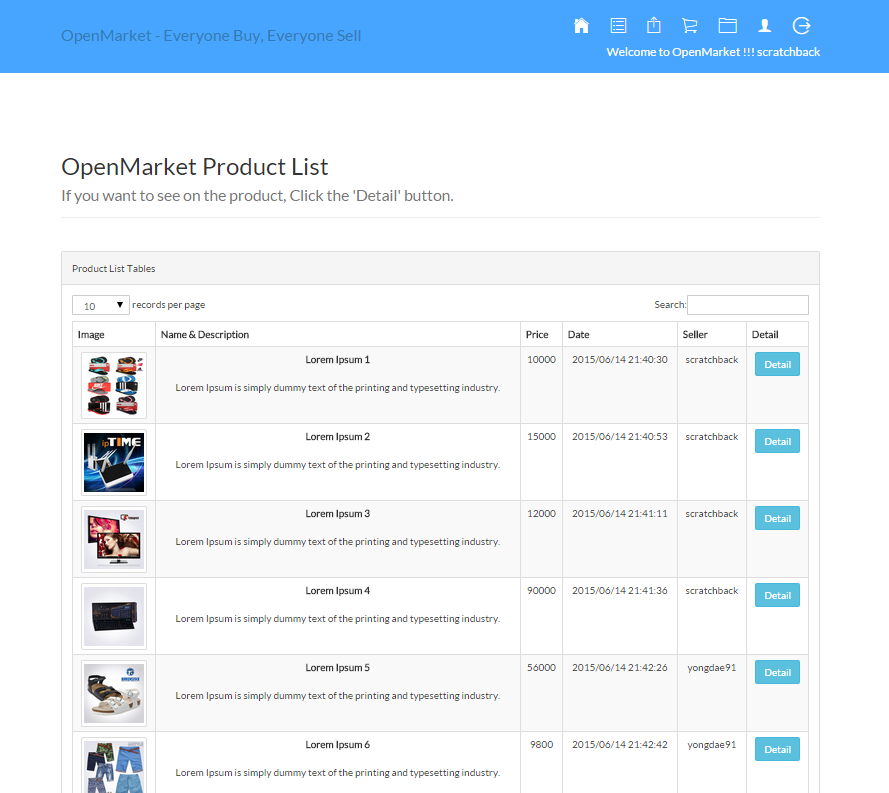 OpenMarket - Everyone Buy, Everyone Sell
Welcome to OpenMarket !!! scratchback
OpenMarket Product List
If you want to see on the product, Click the 'Detail' button.
Product List Tables
10 records per page Search:
Image Name & Description Price Date Seller Detail
Lorem Ipsum 1 10000 2015/06/14 21:40:30 scratchback Detail
Lorem Ipsum is simply dummy text of the printing and typesetting industry.
ipTIME
Lorem Ipsum 2 15000 2015/06/14 21:40:53 scratchback Detail
Lorem Ipsum is simply dummy text of the printing and typesetting industry.
Lorem Ipsum 3 12000 2015/06/14 21:41:11 scratchback Detail
Lorem Ipsum is simply dummy text of the printing and typesetting industry.
Lorem Ipsum 4 90000 2015/06/14 21:41:36 scratchback Detail
Lorem Ipsum is simply dummy text of the printing and typesetting industry.
Lorem Ipsum 5 56000 2015/06/14 21:42:26 yongdae91 Detail
Lorem Ipsum is simply dummy text of the printing and typesetting industry.
Lorem Ipsum 6 9800 2015/06/14 21:42:42 yongdae91 Detail
Lorem Ipsum is simply dummy text of the printing and typesetting industry.